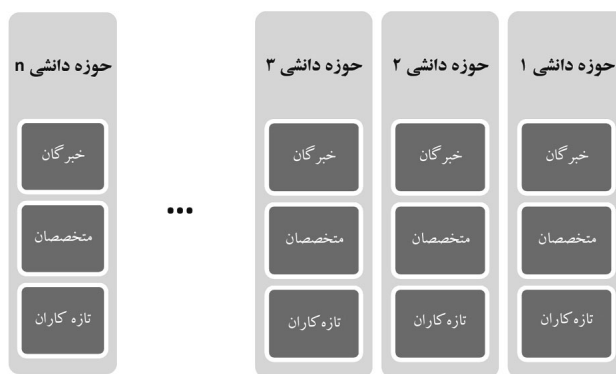 حوزه دانشی ۱
خبرگان
متخصصان
تازه کاران
حوزه دانشی ۲
خبرگان
متخصصان
تازه کاران
حوزه دانشی ۳
خبرگان
متخصصان
تازه کاران
...
حوزه دانشی n
خبرگان
متخصصان
تازه کاران